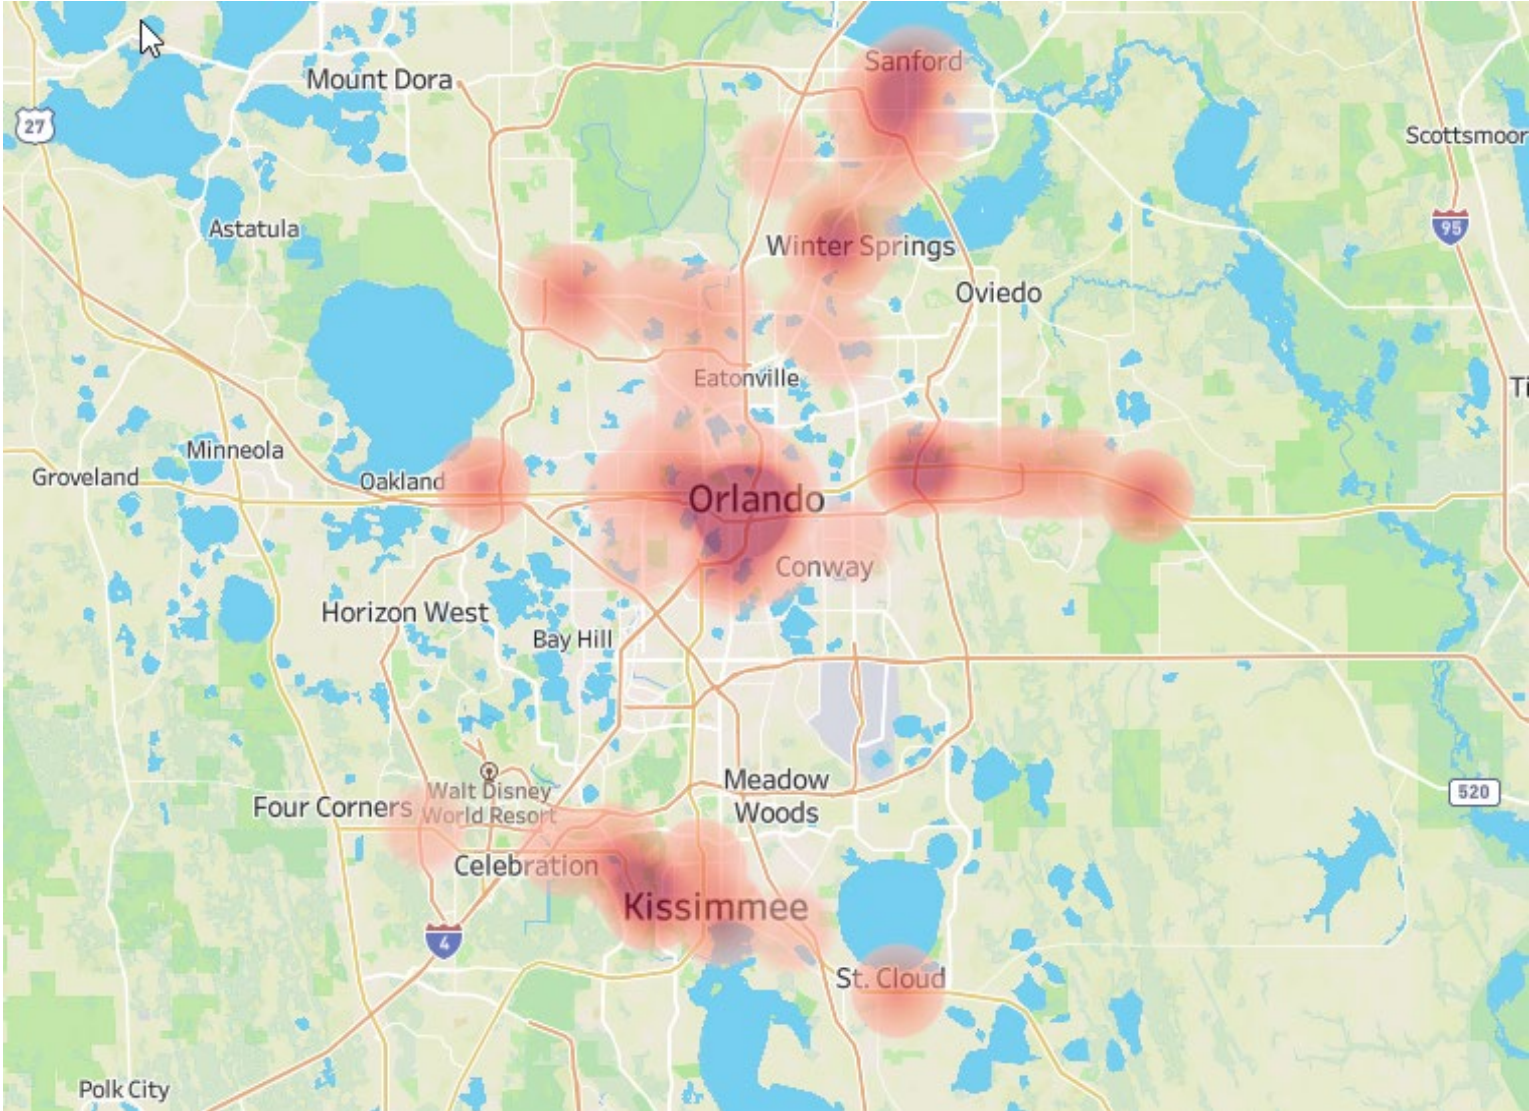 Sanford
Mount Dora
27
Scottsmoor
Astatula
95
Winter Springs
Oviedo
Eatonville
Ti
Minneola
Groveland
Oakland
Orlando
Conway
Horizon West
Bay Hill
Meadow
Woods
Walt Disney
World Resort
Four Corners
520
Celebration
Kissimmee
4
St. Cloud
Polk City